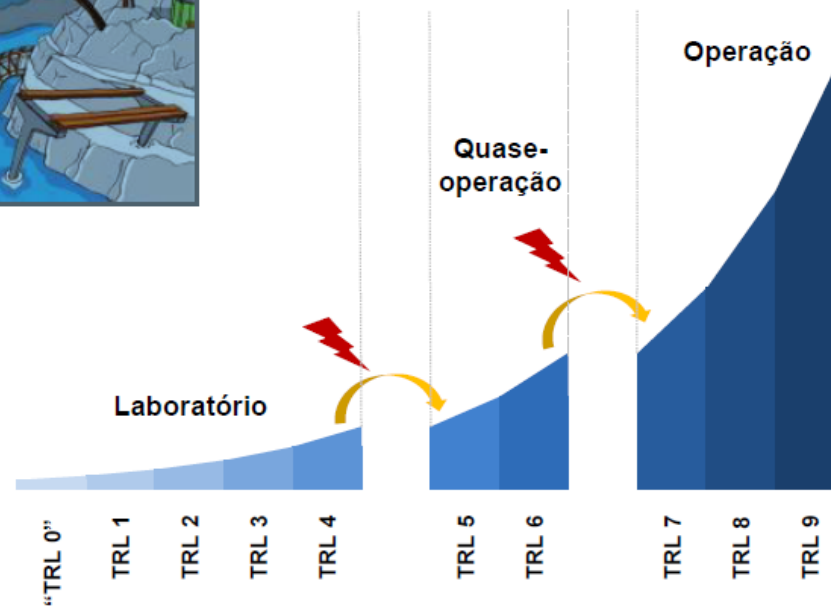 Operação
Quase-
operação
Laboratório
“TRL 0”
TRL 1
TRL 2
TRL 3
TRL 4
TRL 5
TRL 6
TRL 7
TRL 8
TRL 9